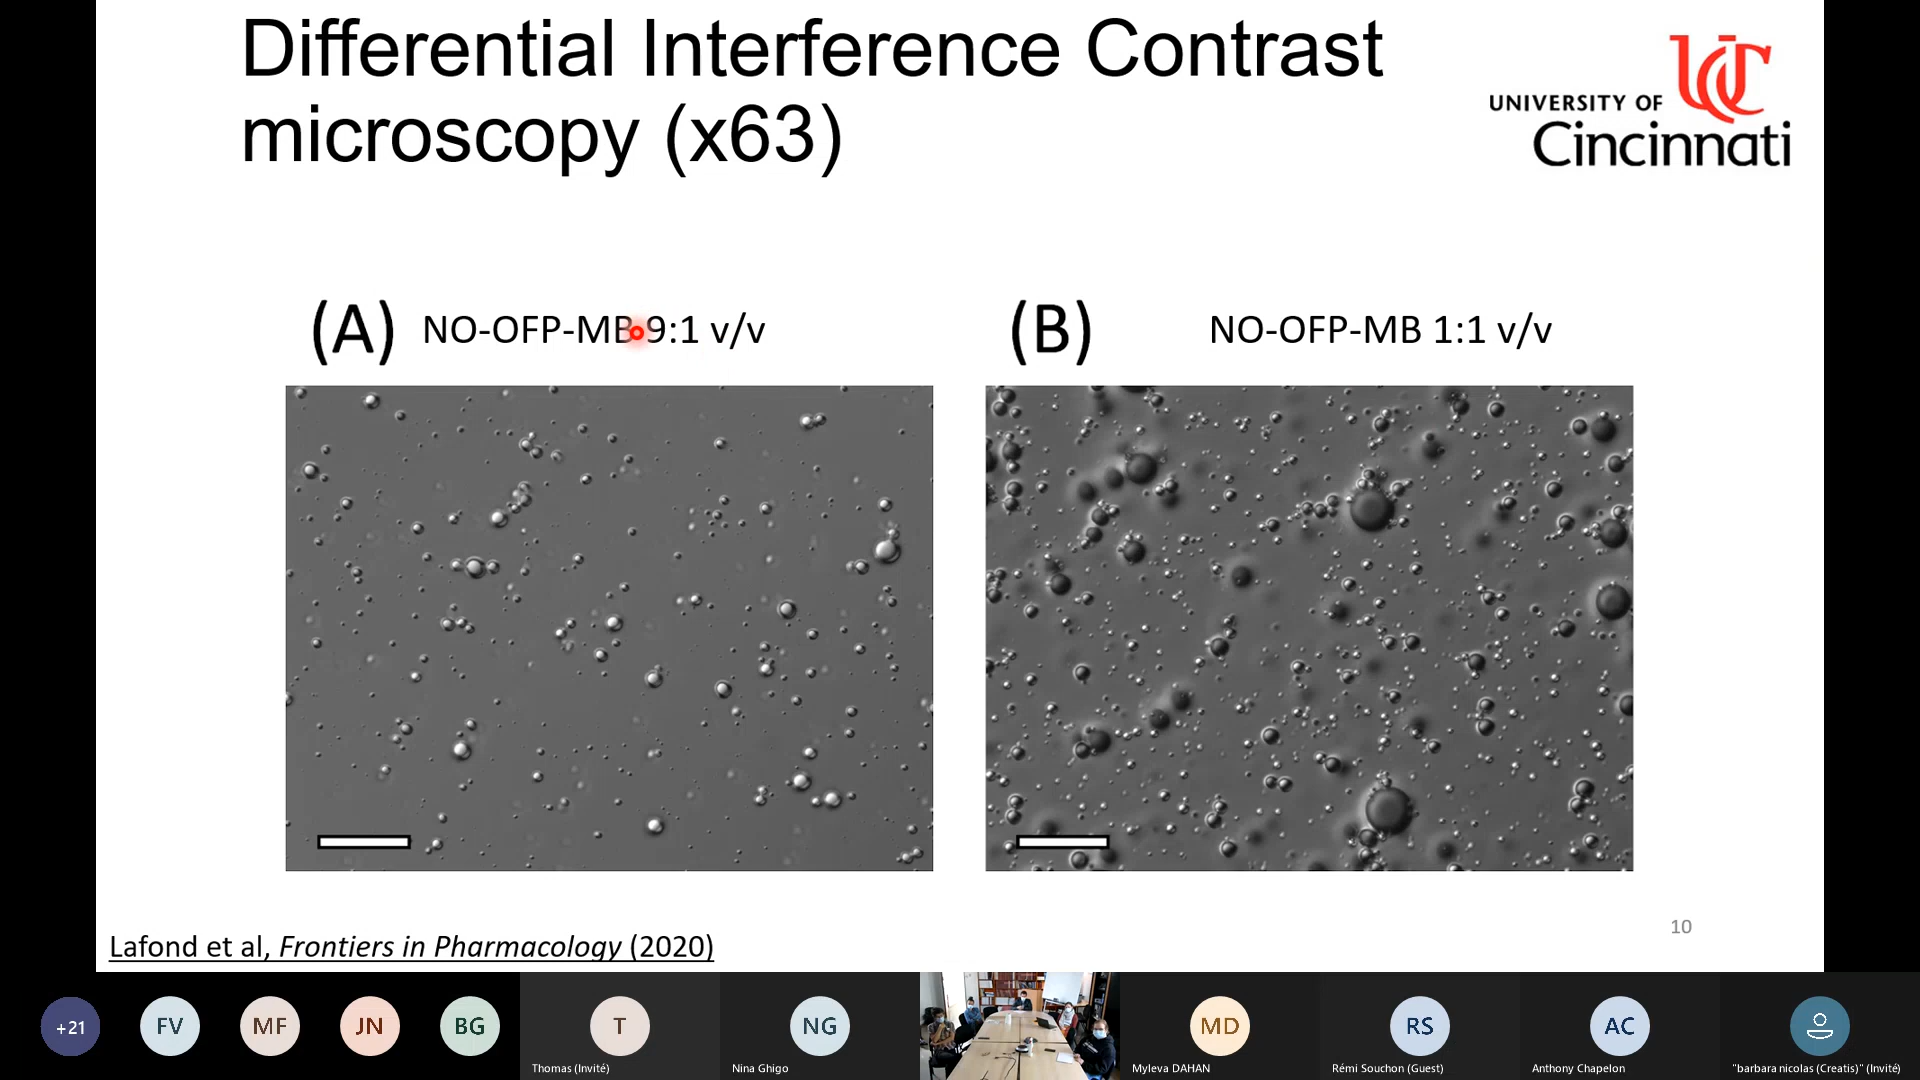 Differential Interference Contrast
microscopy (x63)
UNIVERSITY OF
Cincinnati
(A) NO-OFP-MB 9:1 v/v
(B) NO-OFP-MB 1:1 v/v
10
Lafond et al, Frontiers in Pharmacology (2020)
+21
FV
MF
JN
BG
T
NG
MD
RS
AC
Thomas (Invité)
Nina Ghigo
Myleva DAHAN
Rémi Souchon (Guest)
Anthony Chapelon
"barbara nicolas (Creatis)" (Invité)